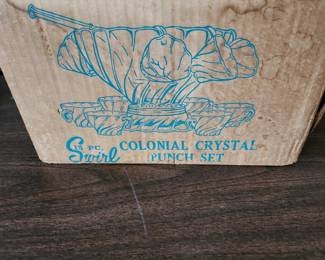 PC. COLONIAL CRYSTAL
Swirl PUNCH SET